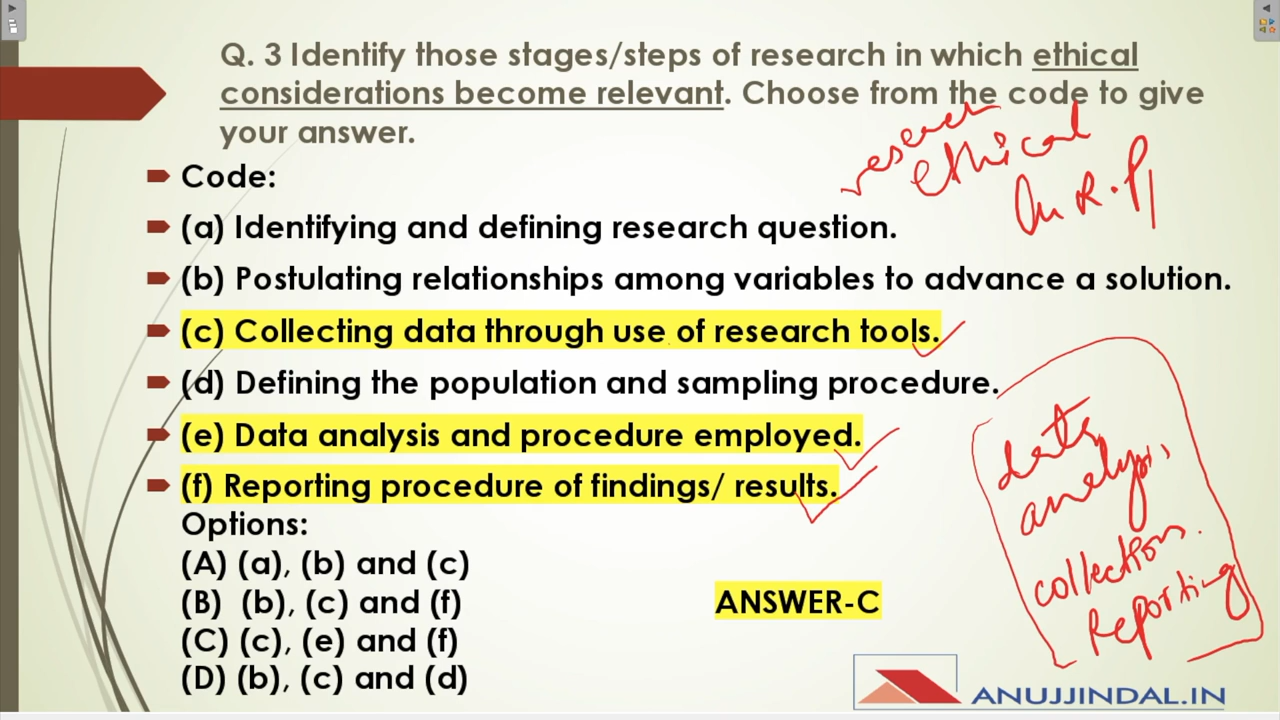 Q. 3 Identify those stages/steps of research in which ethical
considerations become relevant. Choose from the code to give
your answer.
research
ethical
Code:
(a) Identifying and defining research question.
(b) Postulating relationships among variables to advance a solution.
(c) Collecting data through use of research tools.
(d) Defining the population and sampling procedure.
(e) Data analysis and procedure employed.
(f) Reporting procedure of findings/ results.
data
analysis
collection
Reporting
Options:
(A) (a), (b) and (c)
(B) (b), (c) and (f)
(C) (c), (e) and (f)
(D) (b), (c) and (d)
ANSWER-C
ANUJJINDAL.IN